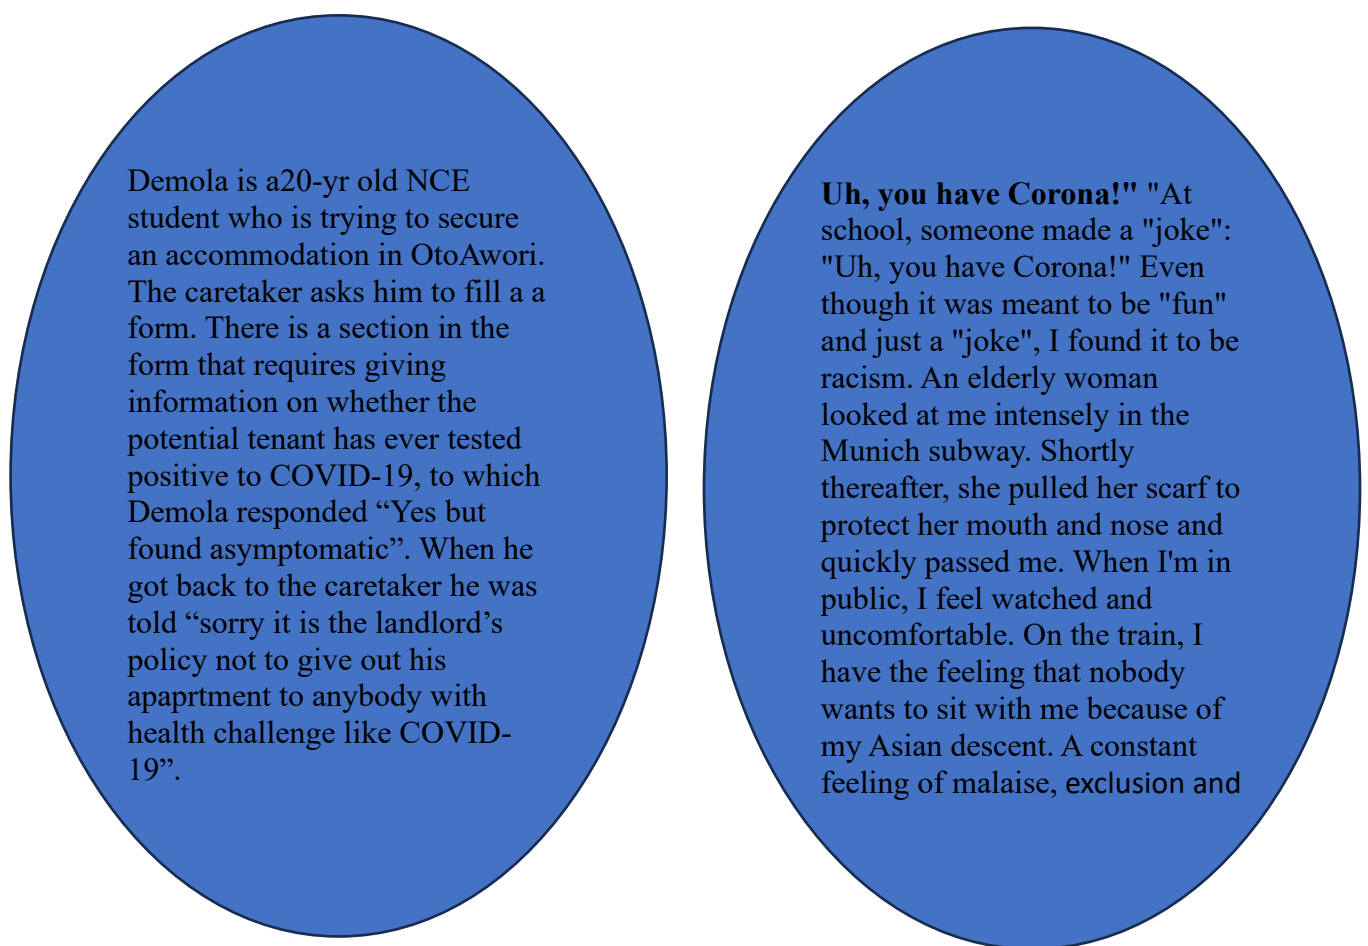 Demola is a20-yr old NCE
student who is trying to secure
an accommodation in OtoAwori.
The caretaker asks him to fill a a
form. There is a section in the
form that requires giving
information on whether the
potential tenant has ever tested
positive to COVID-19, to which
Demola responded “Yes but
found asymptomatic”. When he
got back to the caretaker he was
told “sorry it is the landlord’s
policy not to give out his
apaprtment to anybody with
health challenge like COVID-
19”.
Uh, you have Corona!" "At
school, someone made a "joke":
"Uh, you have Corona!" Even
though it was meant to be "fun"
and just a "joke", I found it to be
racism. An elderly woman
looked at me intensely in the
Munich subway. Shortly
thereafter, she pulled her scarf to
protect her mouth and nose and
quickly passed me. When I'm in
public, I feel watched and
uncomfortable. On the train, I
have the feeling that nobody
wants to sit with me because of
my Asian descent. A constant
feeling of malaise, exclusion and